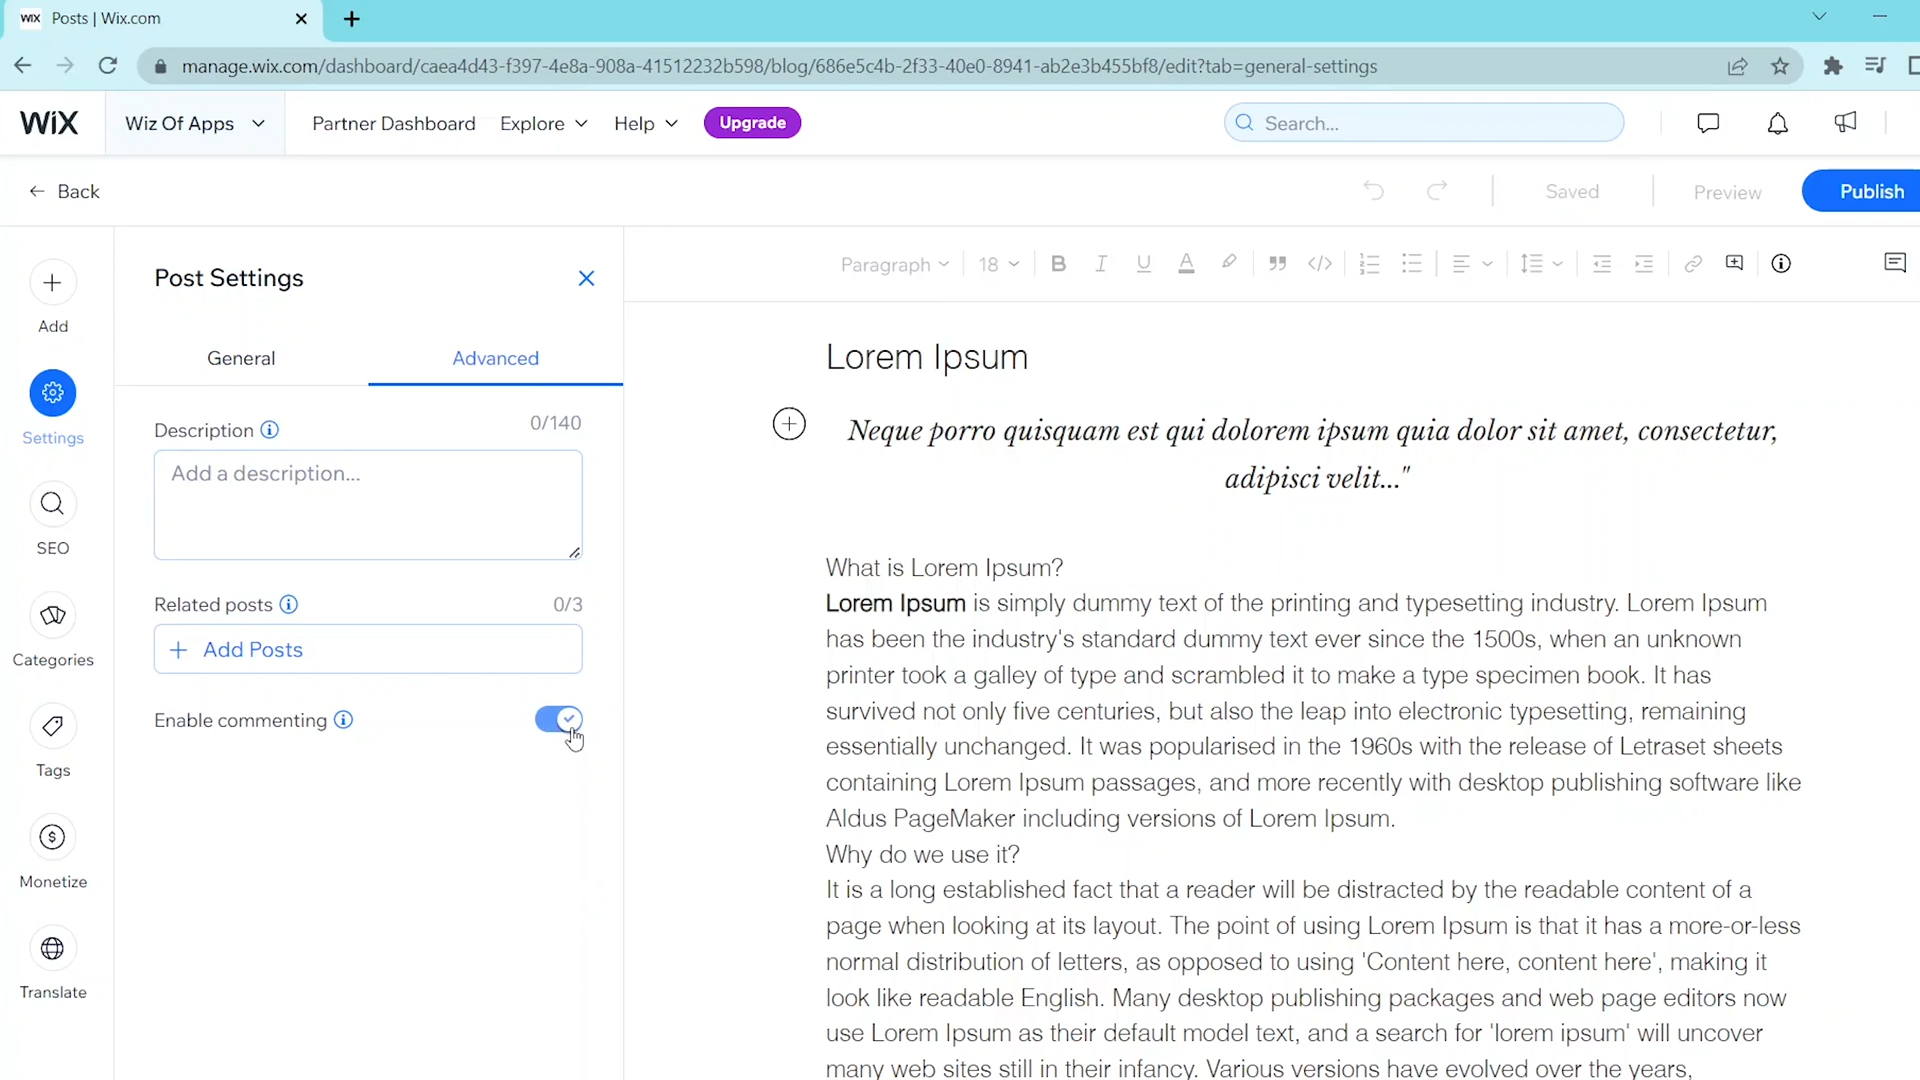 WiX Posts | Wix.com
manage.wix.com/dashboard/caea4d43-f397-4e8a-908a-41512232b598/blog/686e5c4b-2f33-40e0-8941-ab2e3b455bf8/edit?tab=general-settings
WiX Wiz Of Apps Partner Dashboard Explore Help Upgrade Search...
Back Saved Preview Publish
Add
Settings
SEO
Categories
Tags
Monetize
Translate
Post Settings
General Advanced
Description 0/140
Add a description...
Related posts 0/3
Add Posts
Enable commenting
Paragraph 18 B I U A
Lorem Ipsum
Neque porro quisquam est qui dolorem ipsum quia dolor sit amet, consectetur,
adipisci velit..."
What is Lorem Ipsum?
Lorem Ipsum is simply dummy text of the printing and typesetting industry. Lorem Ipsum
has been the industry's standard dummy text ever since the 1500s, when an unknown
printer took a galley of type and scrambled it to make a type specimen book. It has
survived not only five centuries, but also the leap into electronic typesetting, remaining
essentially unchanged. It was popularised in the 1960s with the release of Letraset sheets
containing Lorem Ipsum passages, and more recently with desktop publishing software like
Aldus PageMaker including versions of Lorem Ipsum.
Why do we use it?
It is a long established fact that a reader will be distracted by the readable content of a
page when looking at its layout. The point of using Lorem Ipsum is that it has a more-or-less
normal distribution of letters, as opposed to using 'Content here, content here', making it
look like readable English. Many desktop publishing packages and web page editors now
use Lorem Ipsum as their default model text, and a search for 'lorem ipsum' will uncover
many web sites still in their infancy. Various versions have evolved over the years,